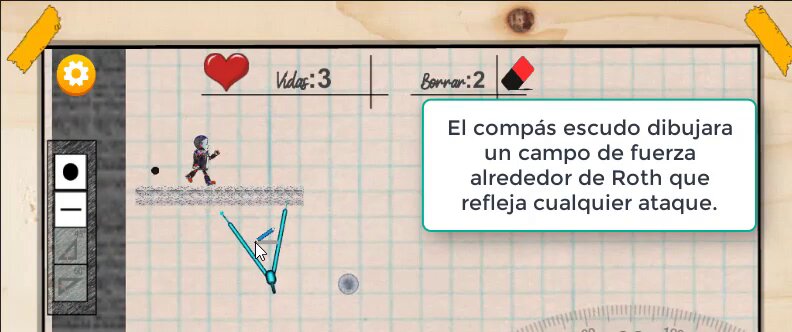 Vidas:3
Borrar:2
El compás escudo dibujara
un campo de fuerza
alrededor de Roth que
refleja cualquier ataque.